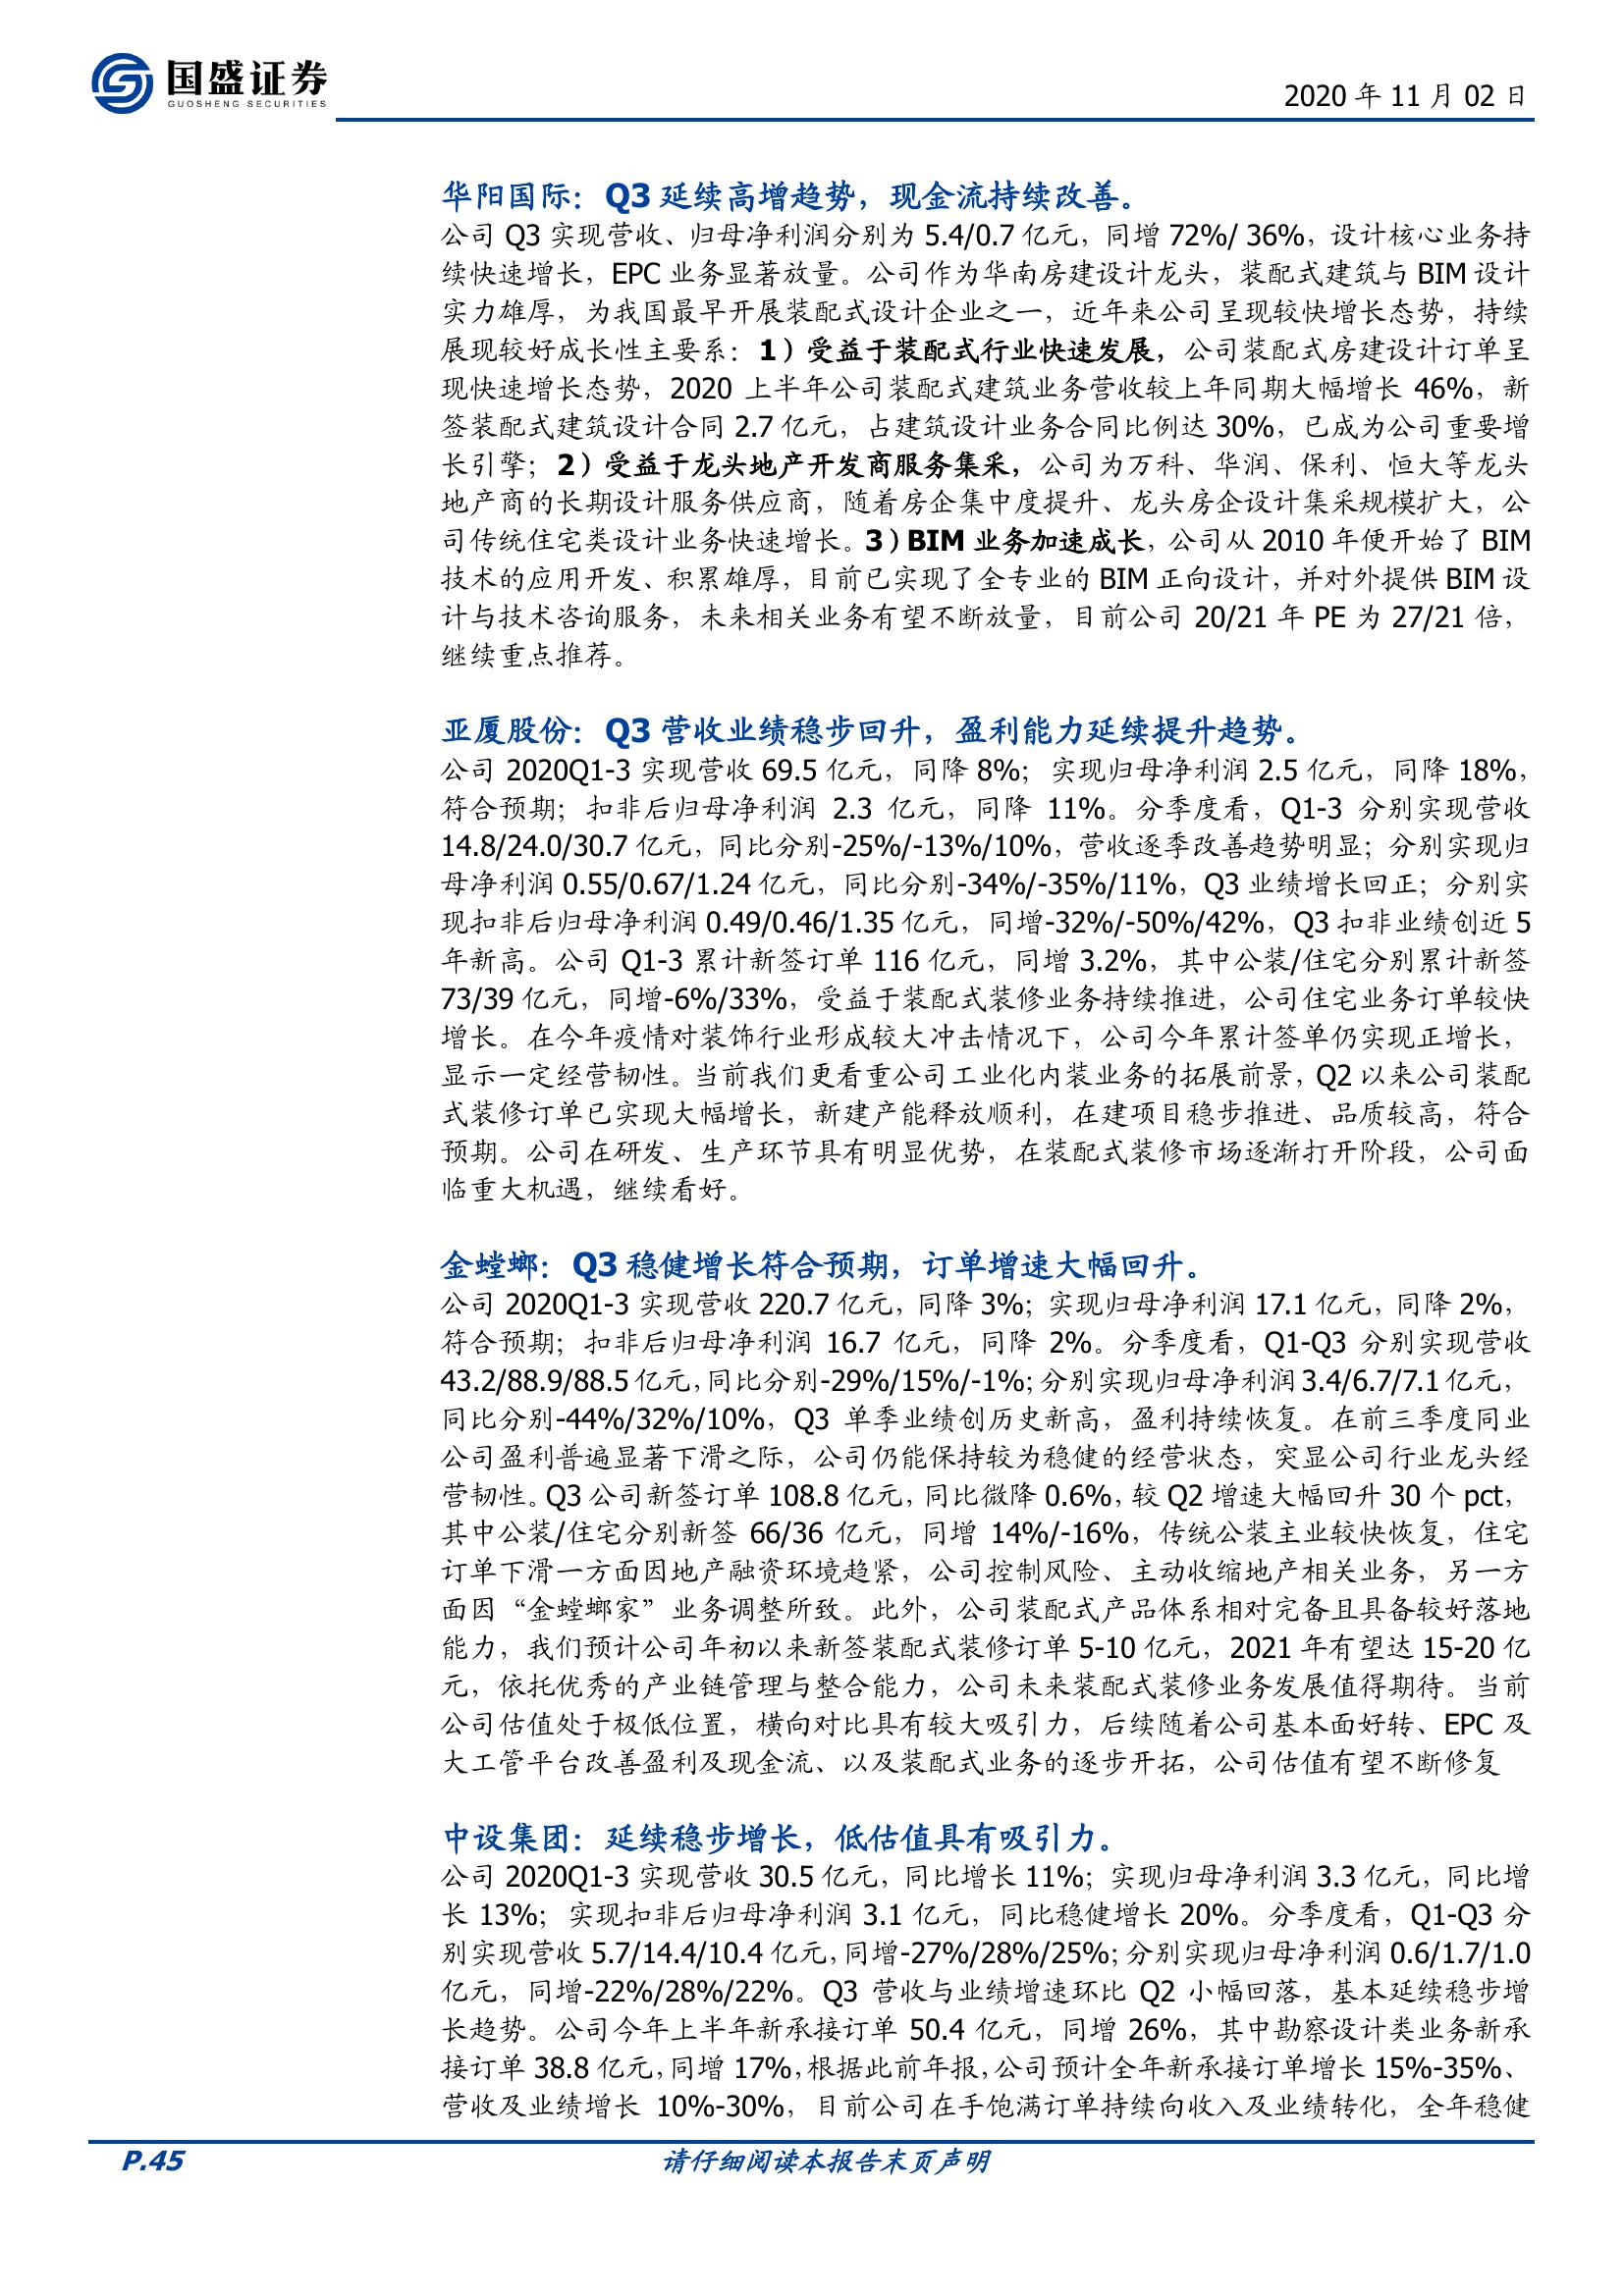 国盛证券
GUOSHENG SECURITIES
2020 年 11 月 02 日
华阳国际：Q3 延续高增趋势，现金流持续改善。
公司 Q3 实现营收、归母净利润分别为 5.4/0.7 亿元，同增 72%/ 36%，设计核心业务持
续快速增长，EPC 业务显著放量。公司作为华南房建设计龙头，装配式建筑与 BIM 设计
实力雄厚，为我国最早开展装配式设计企业之一，近年来公司呈现较快增长态势，持续
展现较好成长性主要系：1）受益于装配式行业快速发展，公司装配式房建设计订单呈
现快速增长态势，2020 上半年公司装配式建筑业务营收较上年同期大幅增长 46%，新
签装配式建筑设计合同 2.7 亿元，占建筑设计业务合同比例达 30%，已成为公司重要增
长引擎；2）受益于龙头地产开发商服务集采，公司为万科、华润、保利、恒大等龙头
地产商的长期设计服务供应商，随着房企集中度提升、龙头房企设计集采规模扩大，公
司传统住宅类设计业务快速增长。3）BIM 业务加速成长，公司从 2010 年便开始了 BIM
技术的应用开发、积累雄厚，目前已实现了全专业的 BIM 正向设计，并对外提供 BIM 设
计与技术咨询服务，未来相关业务有望不断放量，目前公司 20/21 年 PE 为 27/21 倍，
继续重点推荐。
亚厦股份：Q3 营收业绩稳步回升，盈利能力延续提升趋势。
公司 2020Q1-3 实现营收 69.5 亿元，同降 8%；实现归母净利润 2.5 亿元，同降 18%，
符合预期；扣非后归母净利润 2.3 亿元，同降 11%。分季度看，Q1-3 分别实现营收
14.8/24.0/30.7 亿元，同比分别-25%/-13%/10%，营收逐季改善趋势明显；分别实现归
母净利润 0.55/0.67/1.24 亿元，同比分别-34%/-35%/11%，Q3 业绩增长回正；分别实
现扣非后归母净利润 0.49/0.46/1.35 亿元，同增-32%/-50%/42%，Q3 扣非业绩创近 5
年新高。公司 Q1-3 累计新签订单 116 亿元，同增 3.2%，其中公装/住宅分别累计新签
73/39 亿元，同增-6%/33%，受益于装配式装修业务持续推进，公司住宅业务订单较快
增长。在今年疫情对装饰行业形成较大冲击情况下，公司今年累计签单仍实现正增长，
显示一定经营韧性。当前我们更看重公司工业化内装业务的拓展前景，Q2 以来公司装配
式装修订单已实现大幅增长，新建产能释放顺利，在建项目稳步推进、品质较高，符合
预期。公司在研发、生产环节具有明显优势，在装配式装修市场逐渐打开阶段，公司面
临重大机遇，继续看好。
金螳螂：Q3 稳健增长符合预期，订单增速大幅回升。
公司 2020Q1-3 实现营收 220.7 亿元，同降 3%；实现归母净利润 17.1 亿元，同降 2%，
符合预期；扣非后归母净利润 16.7 亿元，同降 2%。分季度看，Q1-Q3 分别实现营收
43.2/88.9/88.5 亿元，同比分别-29%/15%/-1%；分别实现归母净利润 3.4/6.7/7.1 亿元，
同比分别-44%/32%/10%，Q3 单季业绩创历史新高，盈利持续恢复。在前三季度同业
公司盈利普遍显著下滑之际，公司仍能保持较为稳健的经营状态，突显公司行业龙头经
营韧性。Q3 公司新签订单 108.8 亿元，同比微降 0.6%，较 Q2 增速大幅回升 30 个 pct，
其中公装/住宅分别新签 66/36 亿元，同增 14%/-16%，传统公装主业较快恢复，住宅
订单下滑一方面因地产融资环境趋紧，公司控制风险、主动收缩地产相关业务，另一方
面因“金螳螂家”业务调整所致。此外，公司装配式产品体系相对完备且具备较好落地
能力，我们预计公司年初以来新签装配式装修订单 5-10 亿元，2021 年有望达 15-20 亿
元，依托优秀的产业链管理与整合能力，公司未来装配式装修业务发展值得期待。当前
公司估值处于极低位置，横向对比具有较大吸引力，后续随着公司基本面好转、EPC 及
大工管平台改善盈利及现金流、以及装配式业务的逐步开拓，公司估值有望不断修复
中设集团：延续稳步增长，低估值具有吸引力。
公司 2020Q1-3 实现营收 30.5 亿元，同比增长 11%；实现归母净利润 3.3 亿元，同比增
长 13%；实现扣非后归母净利润 3.1 亿元，同比稳健增长 20%。分季度看，Q1-Q3 分
别实现营收 5.7/14.4/10.4 亿元，同增-27%/28%/25%；分别实现归母净利润 0.6/1.7/1.0
亿元，同增-22%/28%/22%。Q3 营收与业绩增速环比 Q2 小幅回落，基本延续稳步增
长趋势。公司今年上半年新承接订单 50.4 亿元，同增 26%，其中勘察设计类业务新承
接订单 38.8 亿元，同增 17%，根据此前年报，公司预计全年新承接订单增长 15%-35%、
营收及业绩增长 10%-30%，目前公司在手饱满订单持续向收入及业绩转化，全年稳健
P.45
请仔细阅读本报告末页声明